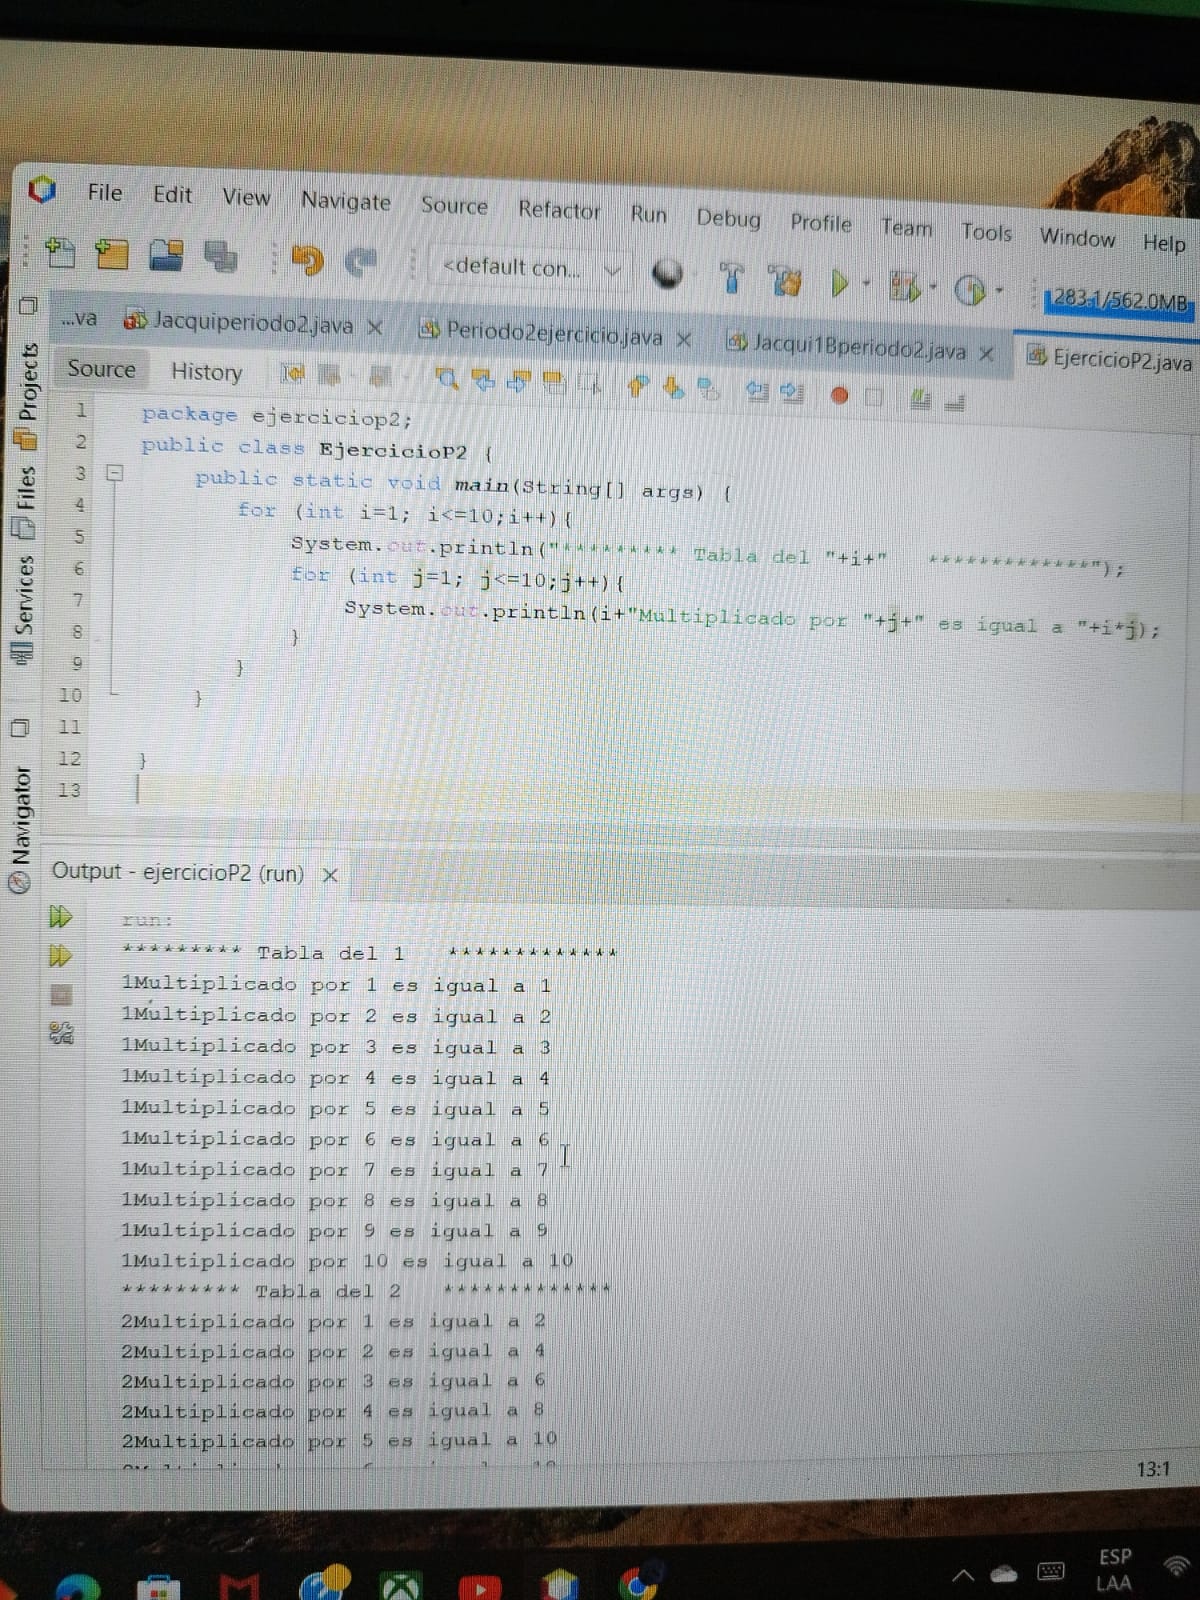 File Edit View Navigate Source Refactor Run Debug Profile Team Tools Window Help
<default con...
283.1/562.0MB
...va Jacquiperiodo2.java Periodo2ejercicio.java Jacqui1Bperiodo2.java EjercicioP2.java
Source History
Projects
Files
Services
Navigator
1 package ejerciciop2;
2 public class EjercicioP2 {
3 public static void main(String[] args) {
4 for (int i=1; i<=10;i++){
5 System.out.println("********* Tabla del "+i+"   *************");
6 for (int j=1; j<=10;j++){
7 System.out.println(i+"Multiplicado por "+j+" es igual a "+i*j);
8 }
9 }
10 }
11
12 }
13
Output - ejercicioP2 (run)
run:
********* Tabla del 1   *************
1Multiplicado por 1 es igual a 1
1Multiplicado por 2 es igual a 2
1Multiplicado por 3 es igual a 3
1Multiplicado por 4 es igual a 4
1Multiplicado por 5 es igual a 5
1Multiplicado por 6 es igual a 6
1Multiplicado por 7 es igual a 7
1Multiplicado por 8 es igual a 8
1Multiplicado por 9 es igual a 9
1Multiplicado por 10 es igual a 10
********* Tabla del 2   *************
2Multiplicado por 1 es igual a 2
2Multiplicado por 2 es igual a 4
2Multiplicado por 3 es igual a 6
2Multiplicado por 4 es igual a 8
2Multiplicado por 5 es igual a 10
13:1
ESP
LAA